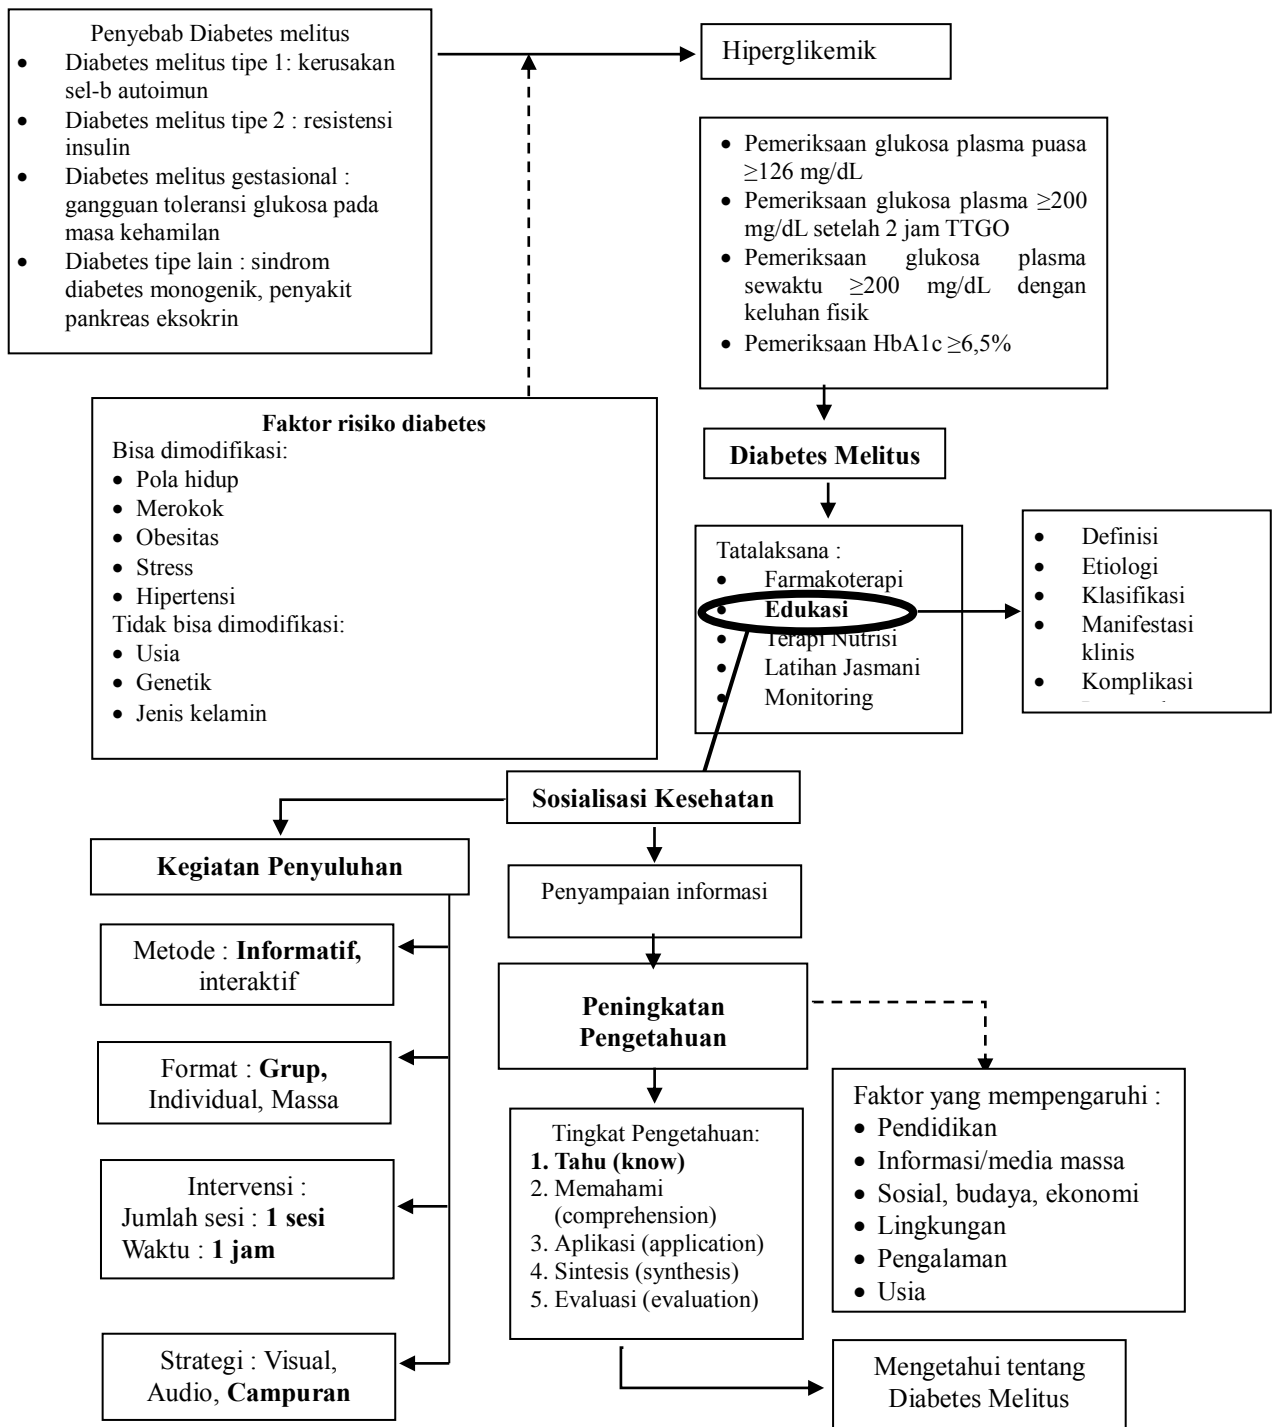 Penyebab Diabetes melitus
• Diabetes melitus tipe 1: kerusakan
sel-b autoimun
• Diabetes melitus tipe 2 : resistensi
insulin
• Diabetes melitus gestasional :
gangguan toleransi glukosa pada
masa kehamilan
• Diabetes tipe lain : sindrom
diabetes monogenik, penyakit
pankreas eksokrin
Hiperglikemik
• Pemeriksaan glukosa plasma puasa
≥126 mg/dL
• Pemeriksaan glukosa plasma ≥200
mg/dL setelah 2 jam TTGO
• Pemeriksaan glukosa plasma
sewaktu ≥200 mg/dL dengan
keluhan fisik
• Pemeriksaan HbA1c ≥6,5%
Faktor risiko diabetes
Bisa dimodifikasi:
• Pola hidup
• Merokok
• Obesitas
• Stress
• Hipertensi
Tidak bisa dimodifikasi:
• Usia
• Genetik
• Jenis kelamin
Diabetes Melitus
Tatalaksana :
• Farmakoterapi
• Edukasi
• Terapi Nutrisi
• Latihan Jasmani
• Monitoring
• Definisi
• Etiologi
• Klasifikasi
• Manifestasi
klinis
• Komplikasi
Sosialisasi Kesehatan
Kegiatan Penyuluhan
Metode : Informatif,
interaktif
Format : Grup,
Individual, Massa
Intervensi :
Jumlah sesi : 1 sesi
Waktu : 1 jam
Strategi : Visual,
Audio, Campuran
Penyampaian informasi
Peningkatan
Pengetahuan
Tingkat Pengetahuan:
1. Tahu (know)
2. Memahami
(comprehension)
3. Aplikasi (application)
4. Sintesis (synthesis)
5. Evaluasi (evaluation)
Faktor yang mempengaruhi :
• Pendidikan
• Informasi/media massa
• Sosial, budaya, ekonomi
• Lingkungan
• Pengalaman
• Usia
Mengetahui tentang
Diabetes Melitus